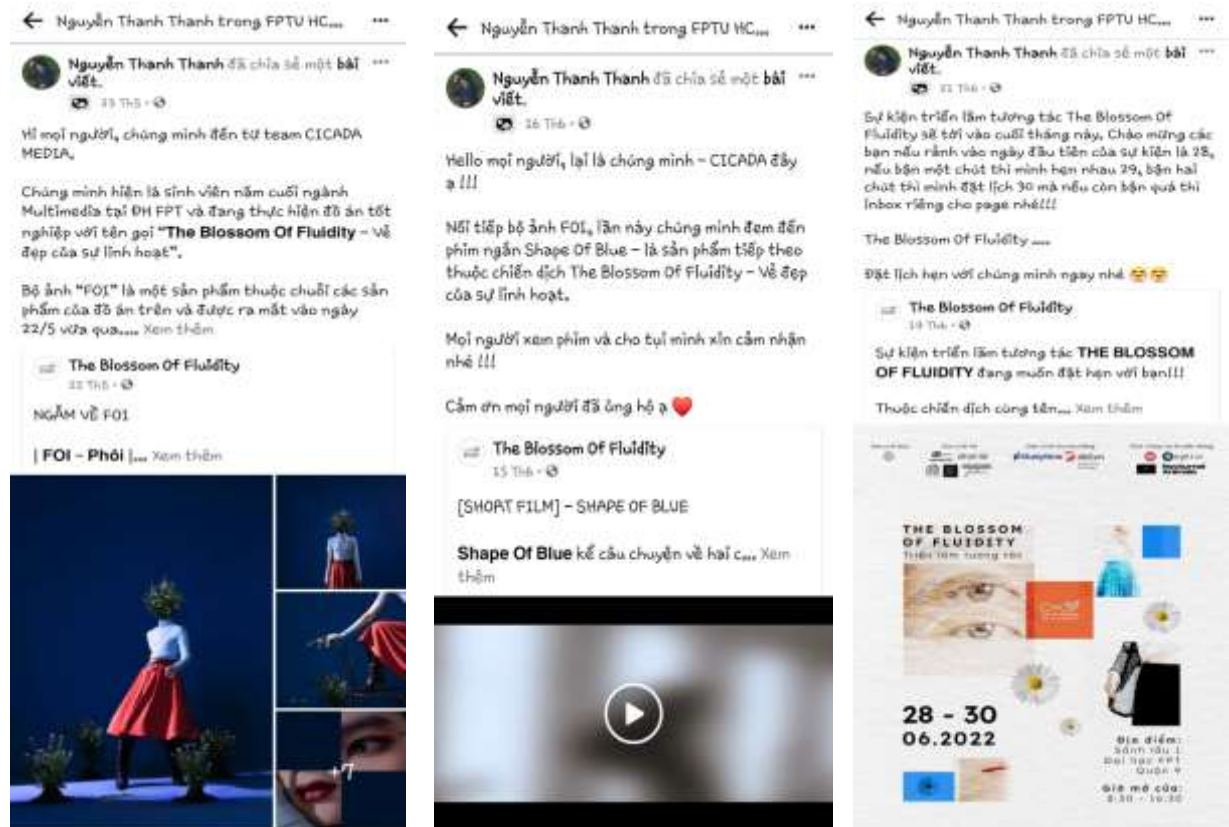 Nguyễn Thanh Thanh trong FPTU HC...
Nguyễn Thanh Thanh đã chia sẻ một bài
viết.
Hi mọi người, chúng mình đến từ team CICADA
MEDIA.
Chúng mình hiện là sinh viên năm cuối ngành
Multimedia tại ĐH FPT và đang thực hiện đồ án tốt
nghiệp với tên gọi “The Blossom Of Fluidity – Vẻ
đẹp của sự linh hoạt”.
Bộ ảnh “FO1” là một sản phẩm thuộc chuỗi các sản
phẩm của đồ án trên và được ra mắt vào ngày
22/5 vừa qua.... Xem thêm
The Blossom Of Fluidity
22 Th5
NGẮM VỀ FO1
| FOI – Phôi |... Xem thêm
+7
Nguyễn Thanh Thanh trong FPTU HC...
Nguyễn Thanh Thanh đã chia sẻ một bài
viết.
16 Th6
Hello mọi người, lại là chúng mình – CICADA đây
ạ !!!
Nối tiếp bộ ảnh FO1, lần này chúng mình đem đến
phim ngắn Shape Of Blue – là sản phẩm tiếp theo
thuộc chiến dịch The Blossom Of Fluidity – Vẻ đẹp
của sự linh hoạt.
Mọi người xem phim và cho tụi mình xin cảm nhận
nhé !!!
Cảm ơn mọi người đã ủng hộ ạ ❤️
The Blossom Of Fluidity
15 Th6
[SHORT FILM] – SHAPE OF BLUE
Shape Of Blue kể câu chuyện về hai c... Xem
thêm
Nguyễn Thanh Thanh trong FPTU HC...
Nguyễn Thanh Thanh đã chia sẻ một bài
viết.
21 Th6
Sự kiện triển lãm tương tác The Blossom Of
Fluidity sẽ tới vào cuối tháng này. Chào mừng các
bạn nếu rảnh vào ngày đầu tiên của sự kiện là 28,
nếu bận một chút thì mình hẹn nhau 29, bận hai
chút thì mình đặt lịch 30 mà nếu còn bận quá thì
inbox riêng cho page nhé!!!
The Blossom Of Fluidity ....
Đặt lịch hẹn với chúng mình ngay nhé
The Blossom Of Fluidity
19 Th6
Sự kiện triển lãm tương tác THE BLOSSOM
OF FLUIDITY đang muốn đặt hẹn với bạn!!!
Thuộc chiến dịch cùng tên... Xem thêm
THE BLOSSOM
OF FLUIDITY
Triển lãm tương tác
28 - 30
06.2022
Địa điểm:
Sảnh lầu 1
Đại học FPT
Quận 9
Giờ mở cửa:
8:30 - 16:30